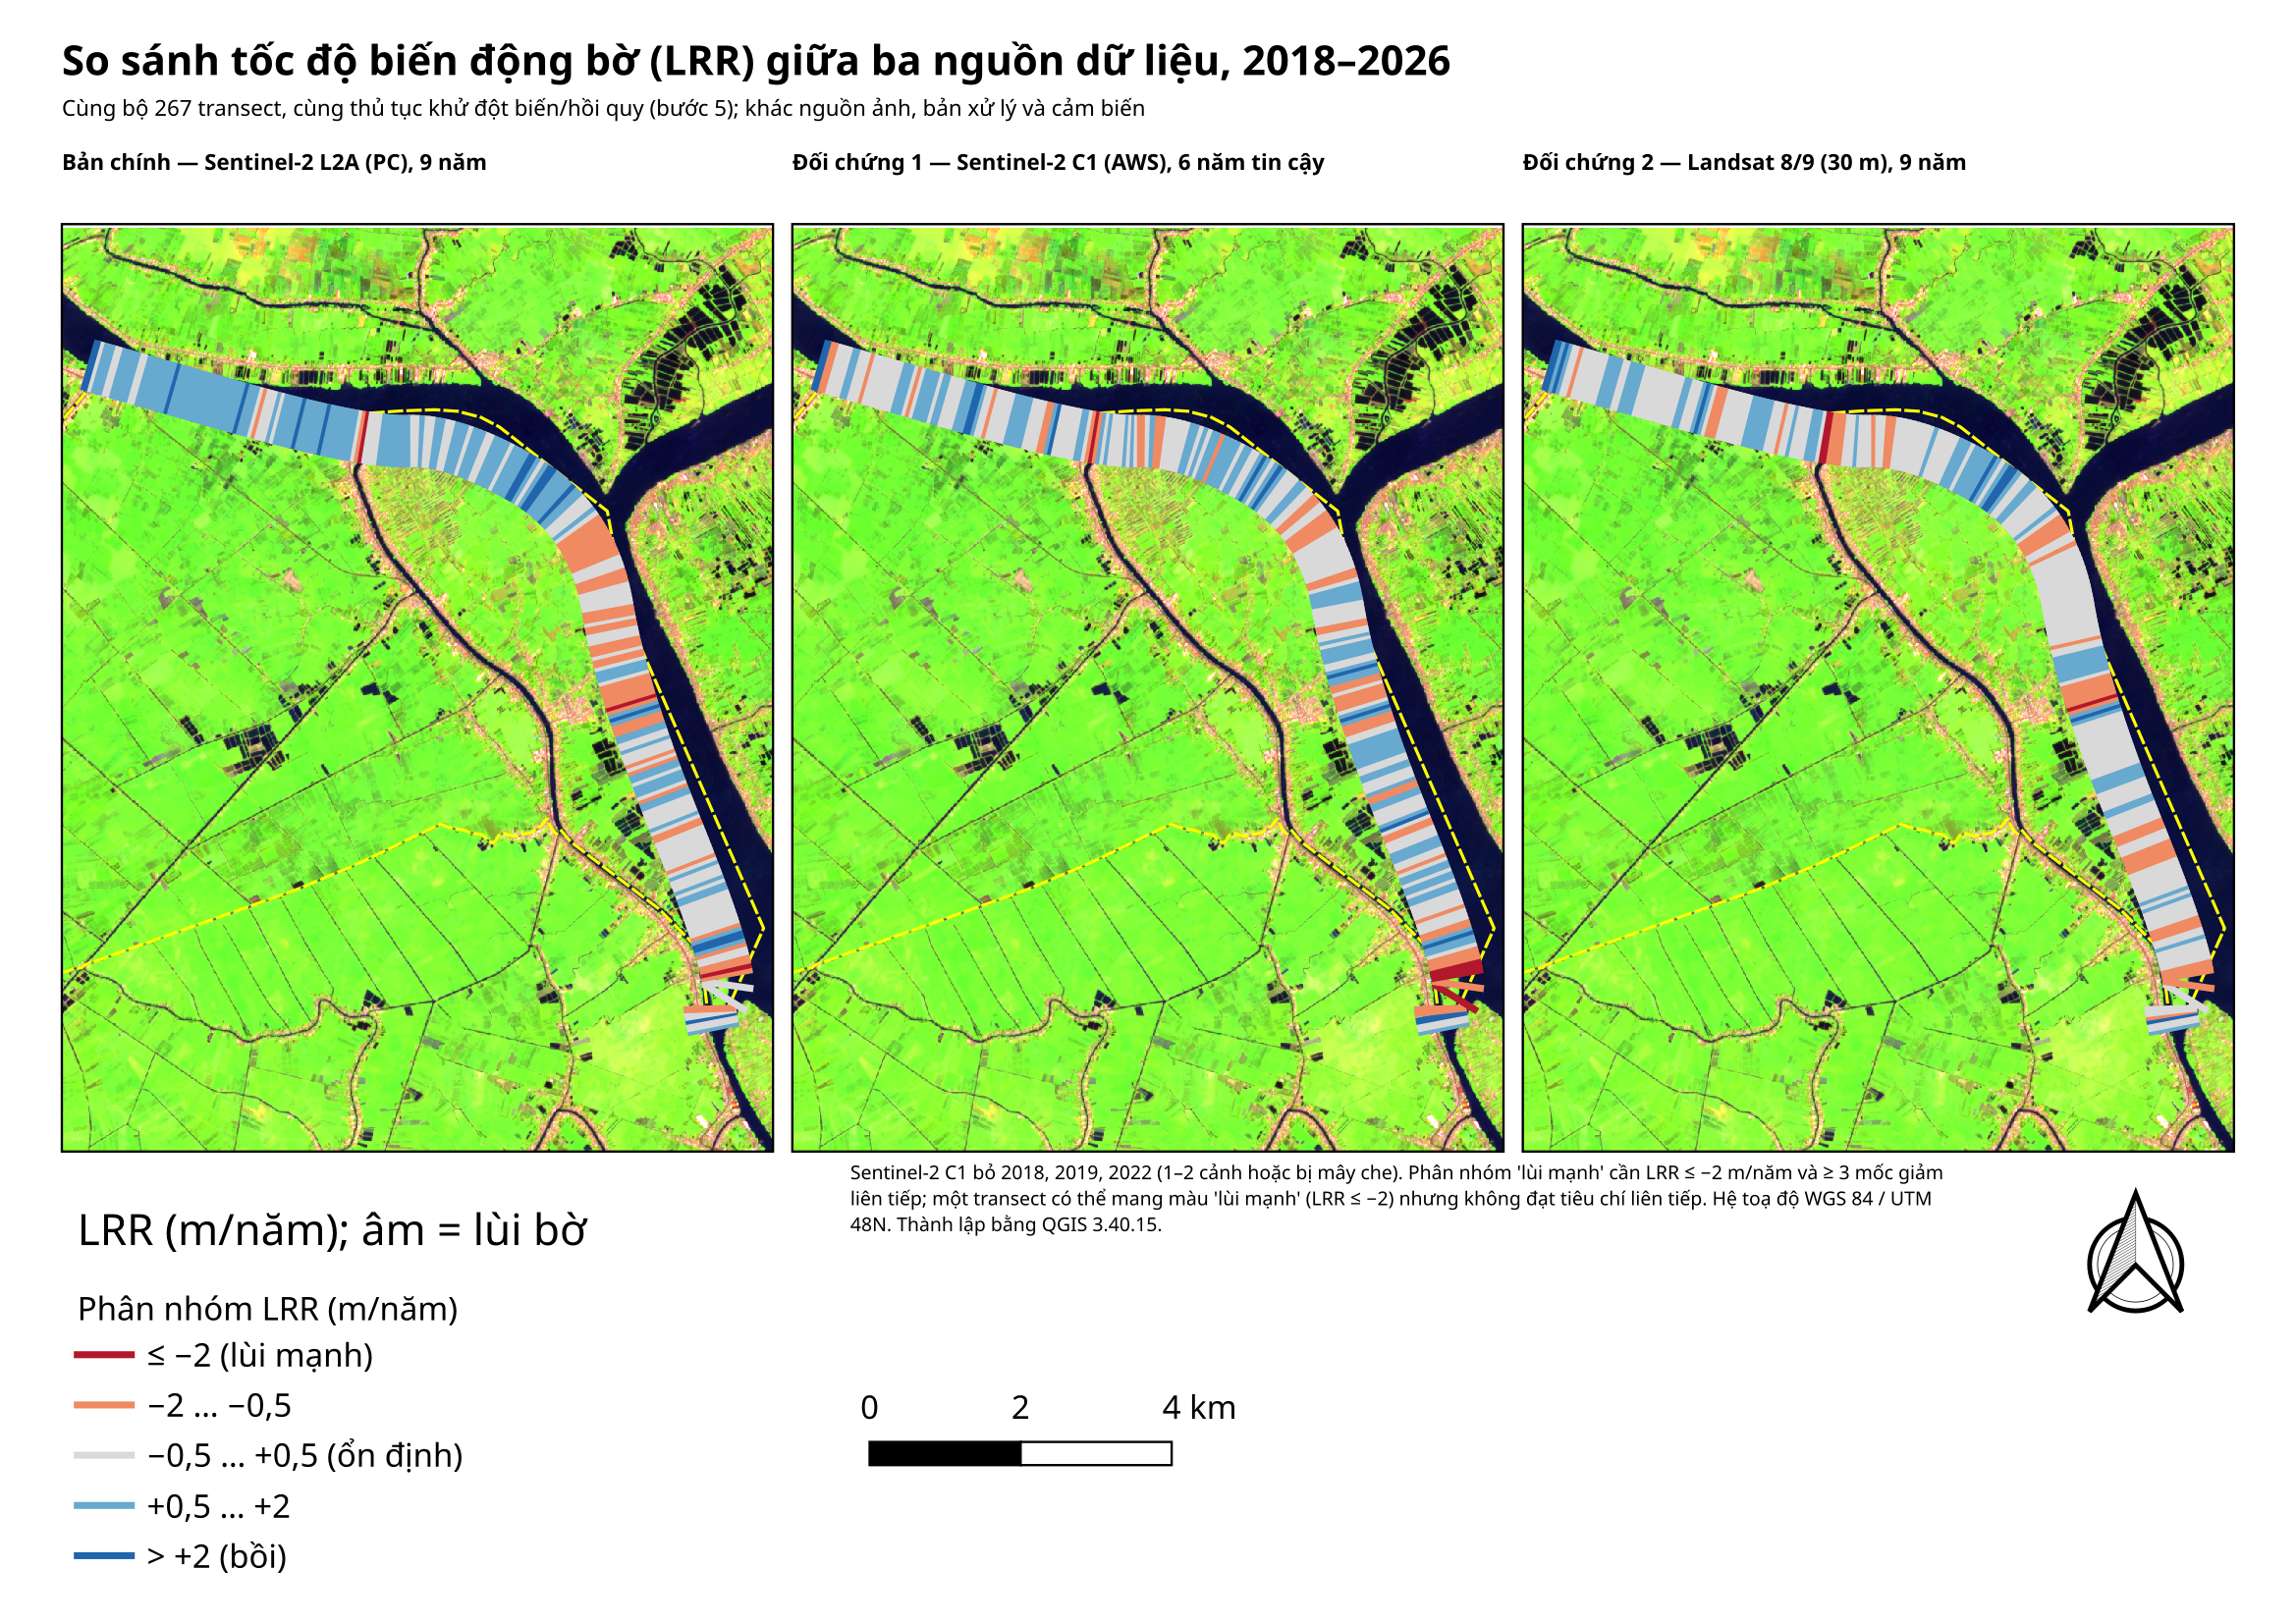 So sánh tốc độ biến động bờ (LRR) giữa ba nguồn dữ liệu, 2018–2026
Cùng bộ 267 transect, cùng thủ tục khử đột biến/hồi quy (bước 5); khác nguồn ảnh, bản xử lý và cảm biến
Bản chính — Sentinel-2 L2A (PC), 9 năm
Đối chứng 1 — Sentinel-2 C1 (AWS), 6 năm tin cậy
Đối chứng 2 — Landsat 8/9 (30 m), 9 năm
Sentinel-2 C1 bỏ 2018, 2019, 2022 (1–2 cảnh hoặc bị mây che). Phân nhóm 'lùi mạnh' cần LRR ≤ −2 m/năm và ≥ 3 mốc giảm
liên tiếp; một transect có thể mang màu 'lùi mạnh' (LRR ≤ −2) nhưng không đạt tiêu chí liên tiếp. Hệ toạ độ WGS 84 / UTM
48N. Thành lập bằng QGIS 3.40.15.
LRR (m/năm); âm = lùi bờ
Phân nhóm LRR (m/năm)
≤ −2 (lùi mạnh)
−2 … −0,5
−0,5 … +0,5 (ổn định)
+0,5 … +2
> +2 (bồi)
0 2 4 km